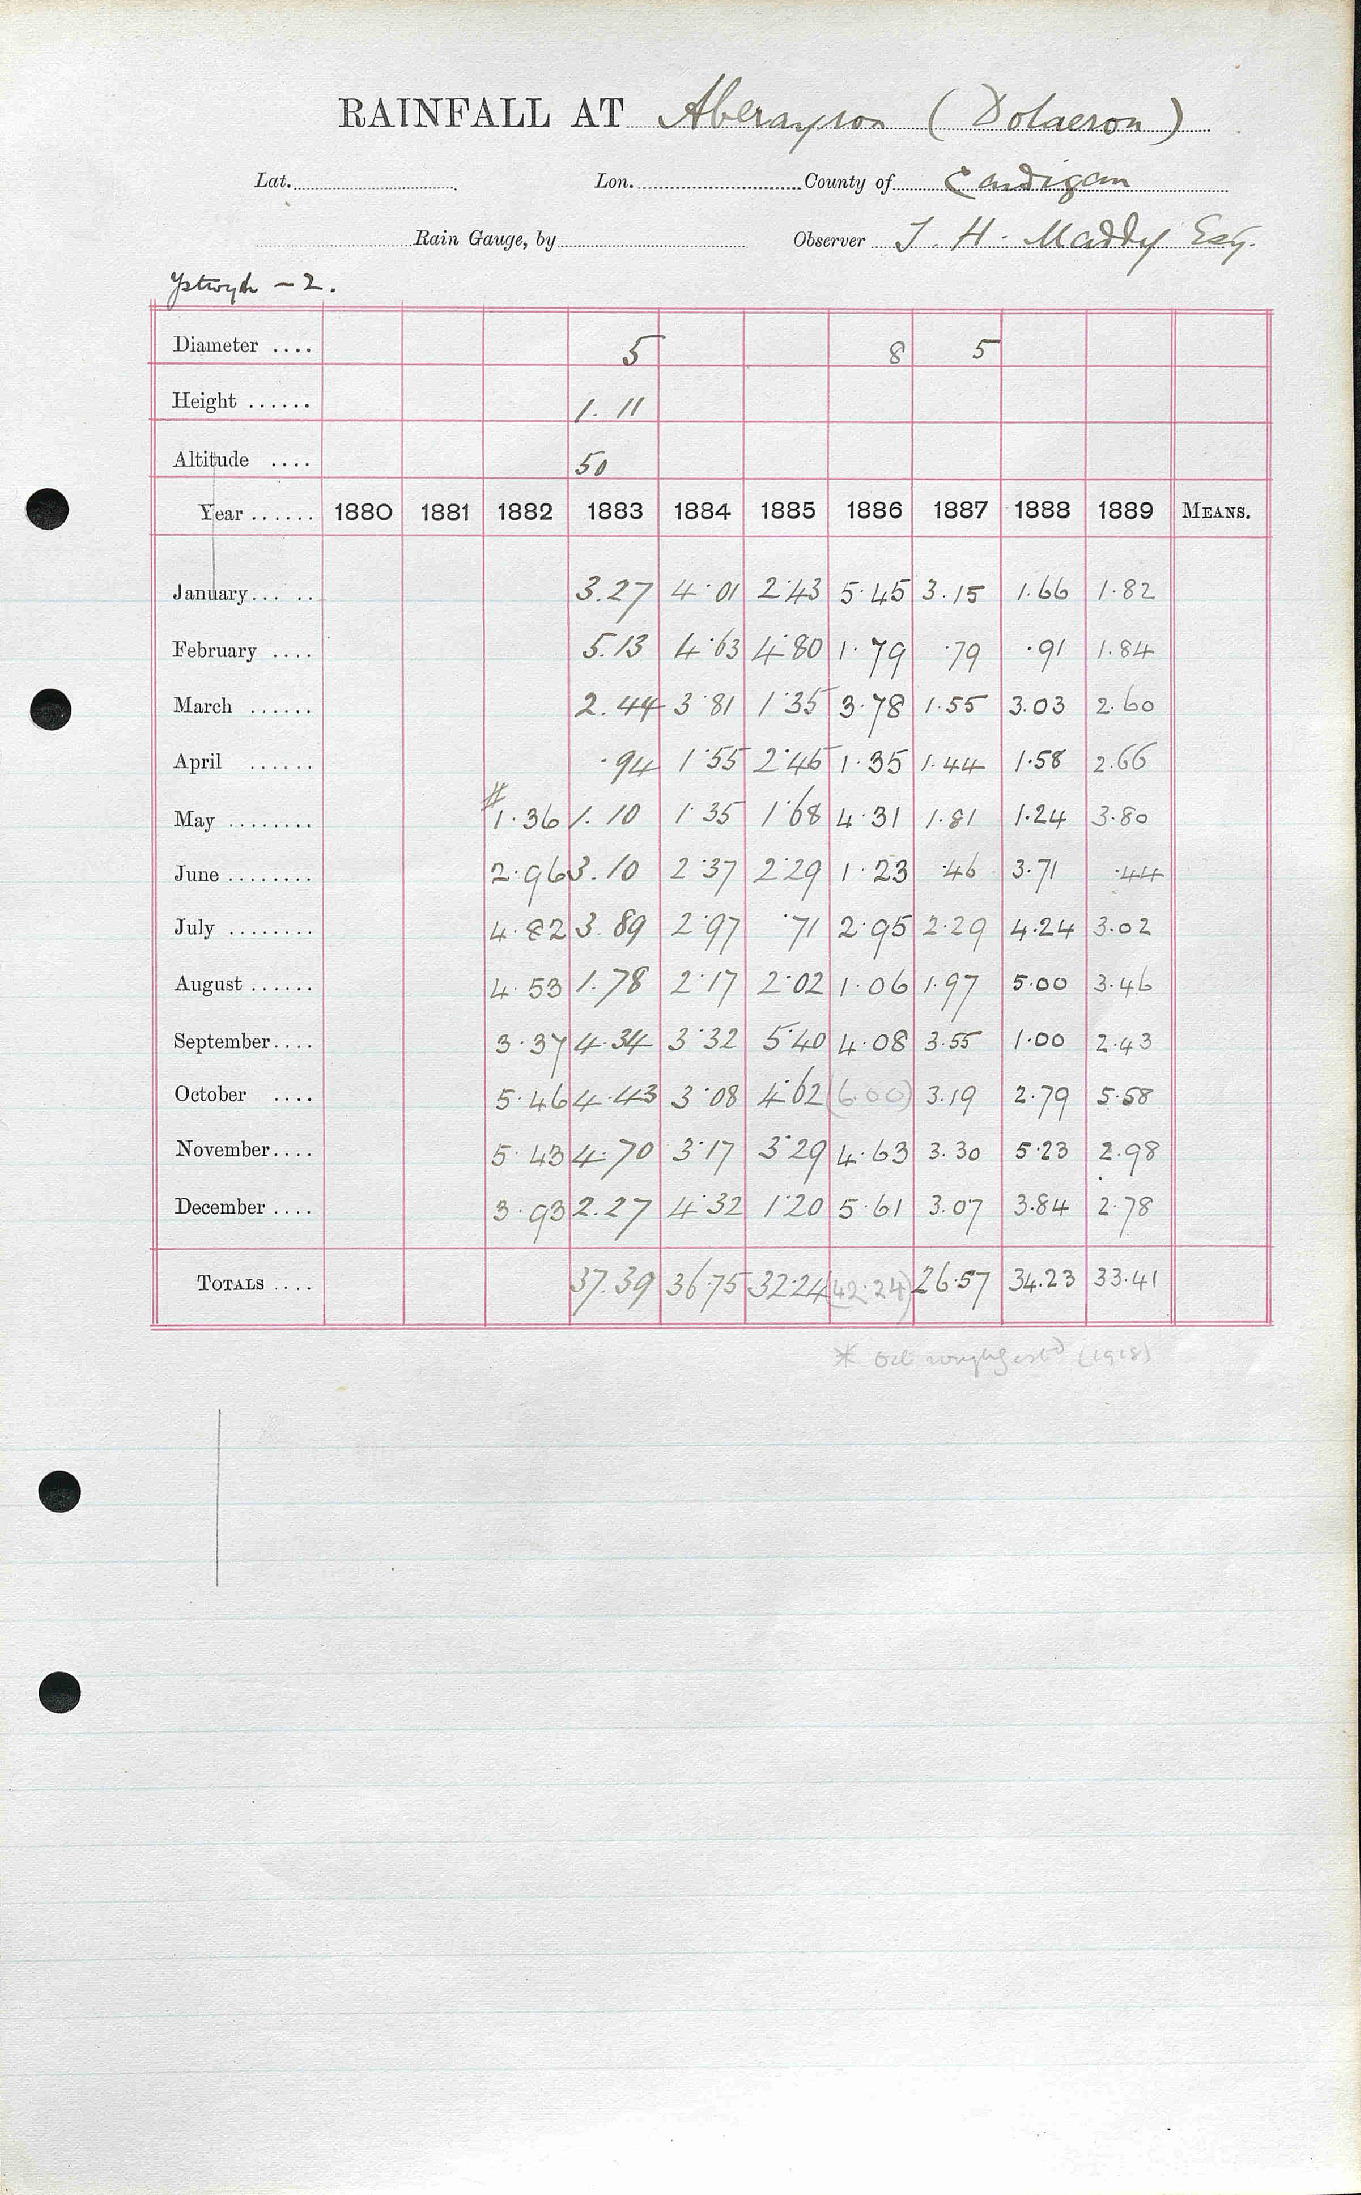 RAINFALL AT Aberayron (Dolaeron)
Lat. Lon. County of Cardigan
Rain Gauge, by Observer J. H. Maddy Esq.
Ystwyth - 2.
Diameter .... 5 8 5
Height ...... 1. 11
Altitude .... 50
Year ...... 1880 1881 1882 1883 1884 1885 1886 1887 1888 1889 MEANS.
January... .. 3.27 4.01 2.43 5.45 3.15 1.66 1.82
February .... 5.13 4.63 4.80 1.79 .79 .91 1.84
March ...... 2.44 3.81 1.35 3.78 1.55 3.03 2.60
April ...... .94 1.55 2.45 1.35 1.44 1.58 2.66
#
May ........ 1.36 1.10 1.35 1.68 4.31 1.81 1.24 3.80
June ........ 2.96 3.10 2.37 2.29 1.23 .46 3.71 .44
July ........ 4.82 3.89 2.97 .71 2.95 2.29 4.24 3.02
August ...... 4.53 1.78 2.17 2.02 1.06 1.97 5.00 3.46
September.... 3.37 4.34 3.32 5.40 4.08 3.55 1.00 2.43
October .... 5.46 4.43 3.08 4.62 (6.00) 3.19 2.79 5.58
November.... 5.43 4.70 3.17 3.29 4.63 3.30 5.23 2.98
December .... 3.93 2.27 4.32 1.20 5.61 3.07 3.84 2.78
TOTALS .... 37.39 36.75 32.24 (42.24) 26.57 34.23 33.41
* Oct roughly estd (1918)